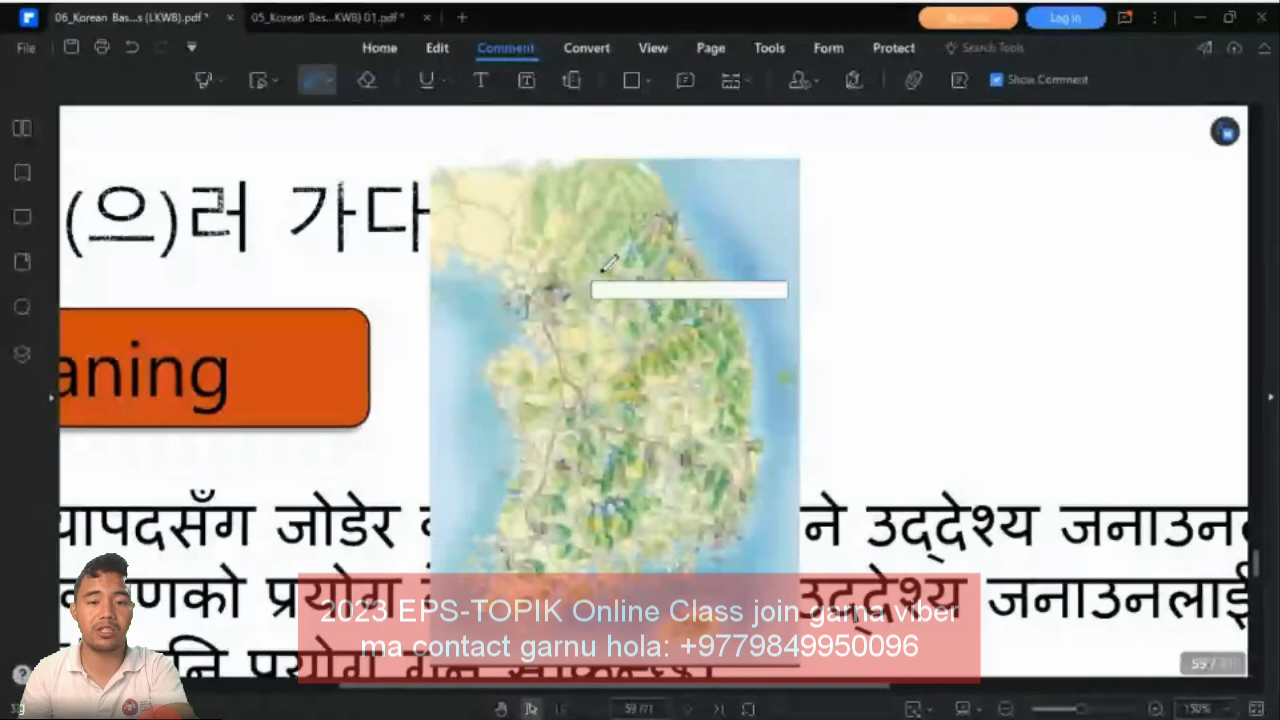 06_Korean Bas...s (LKWB).pdf *
05_Korean Bas...KWB) 01.pdf *
Log in
File
Home
Edit
Comment
Convert
View
Page
Tools
Form
Protect
Search Tools
Show Comment
(으)러 가다
aning
यापदसँग जोडेर
ने उद्देश्य जनाउन
को प्रयोग
उद्देश्य जनाउनलाई
2023 EPS-TOPIK Online Class join garna viber
ma contact garnu hola: +9779849950096
150%